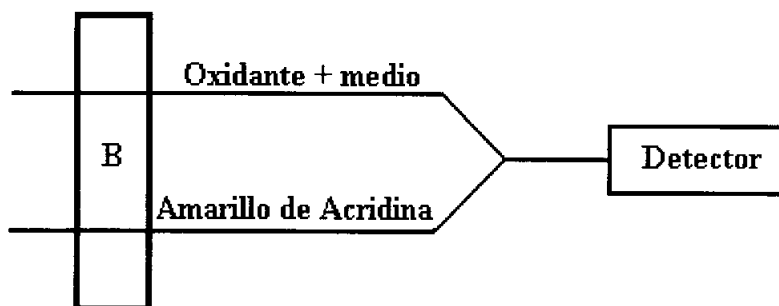 Oxidante + medio
B
Detector
Amarillo de Acridina